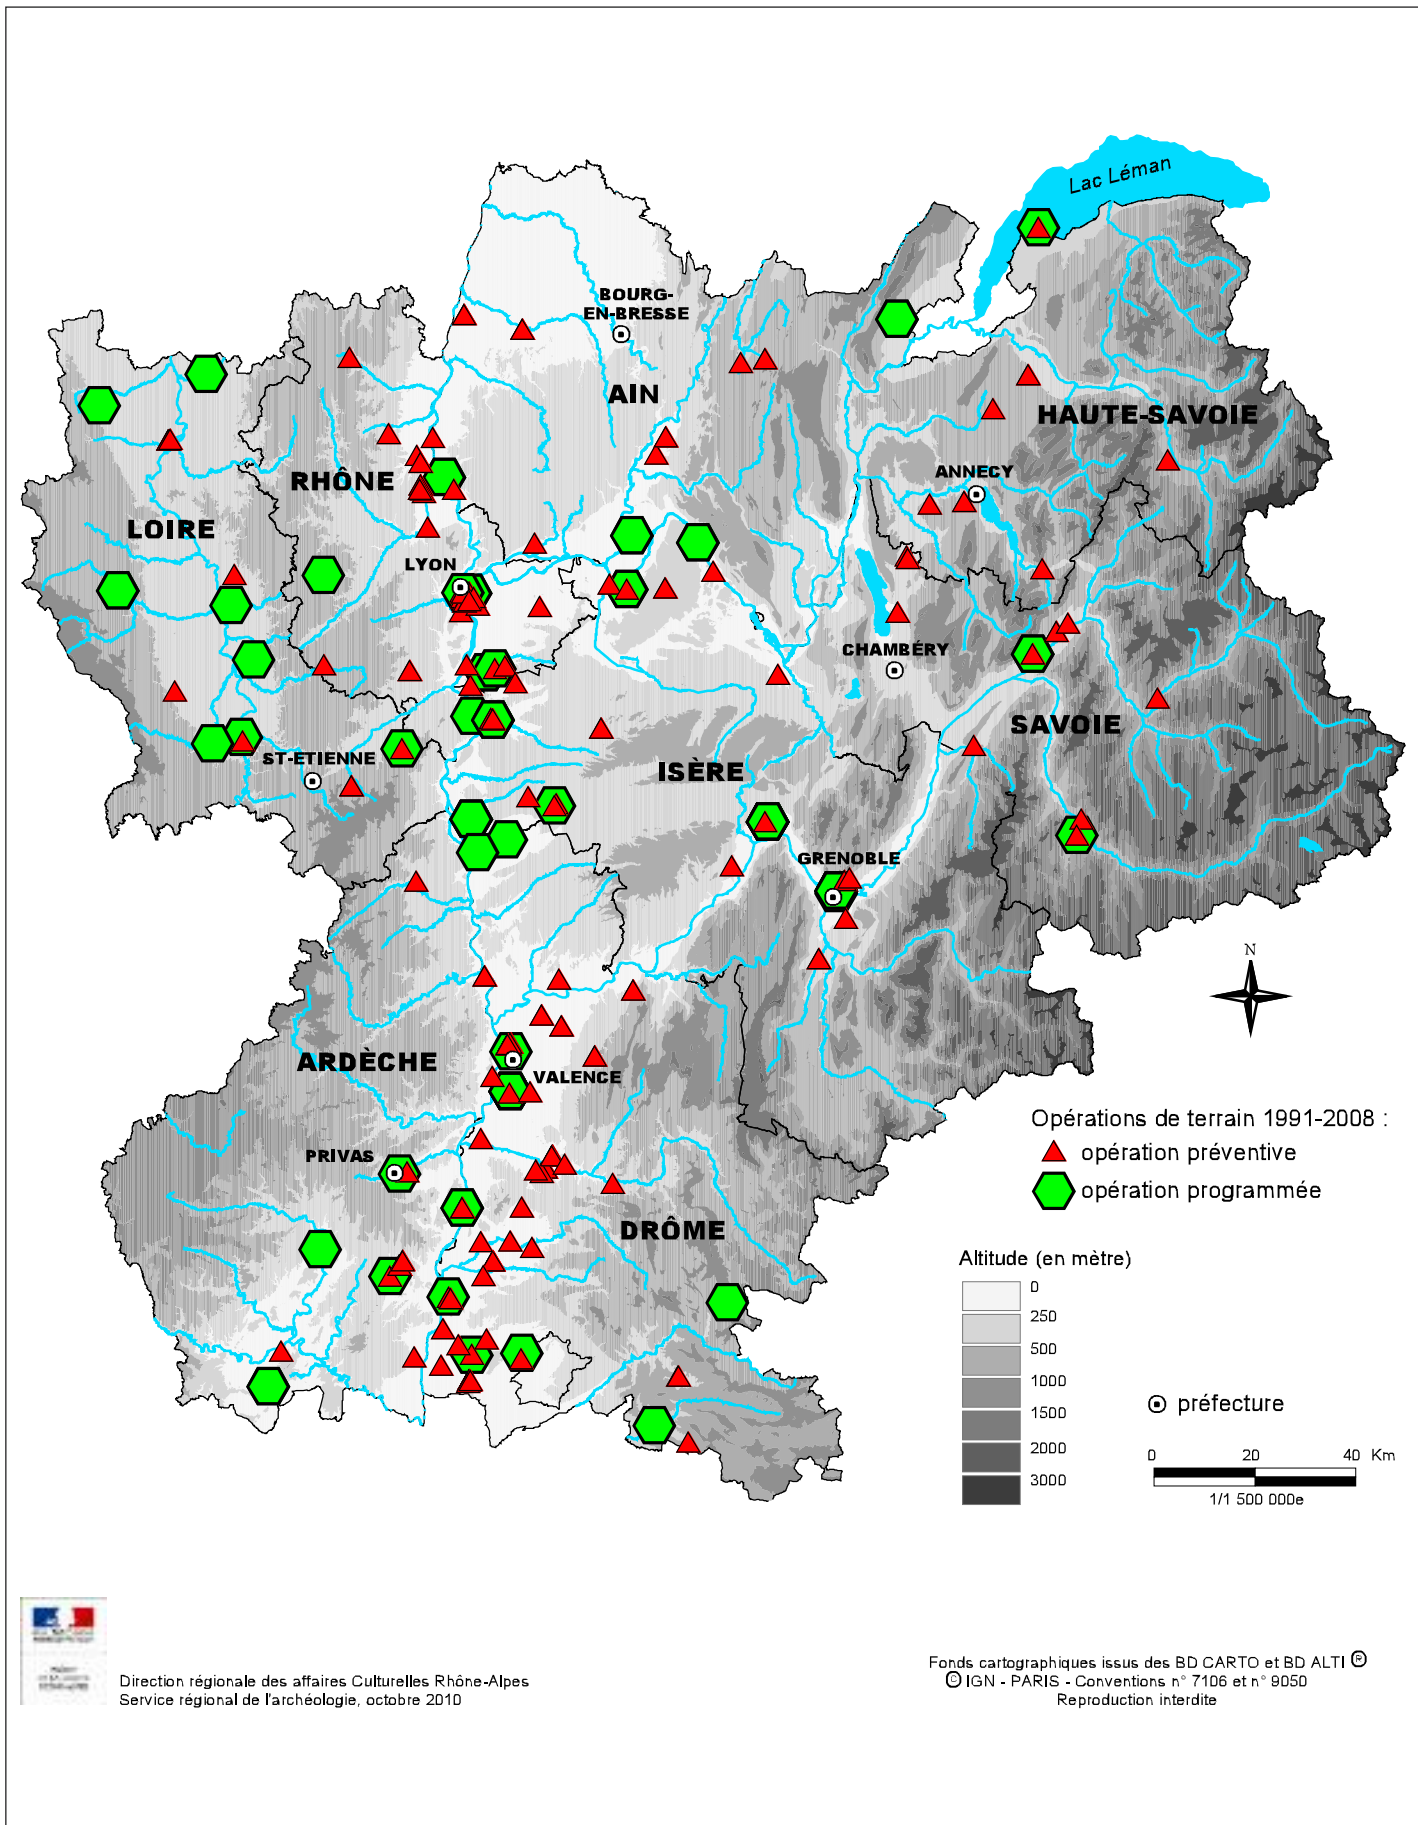 Lac Léman
BOURG-
EN-BRESSE
AIN
HAUTE-SAVOIE
RHÔNE
ANNECY
LOIRE
LYON
CHAMBÉRY
SAVOIE
ST-ETIENNE
ISÈRE
GRENOBLE
N
ARDÈCHE
VALENCE
PRIVAS
DRÔME
Opérations de terrain 1991-2008 :
opération préventive
opération programmée
Altitude (en mètre)
0
250
500
1000
1500
2000
3000
préfecture
0 20 40 Km
1/1 500 000e
Direction régionale des affaires Culturelles Rhône-Alpes
Service régional de l'archéologie, octobre 2010
Fonds cartographiques issus des BD CARTO et BD ALTI ®
© IGN - PARIS - Conventions n° 7106 et n° 9050
Reproduction interdite